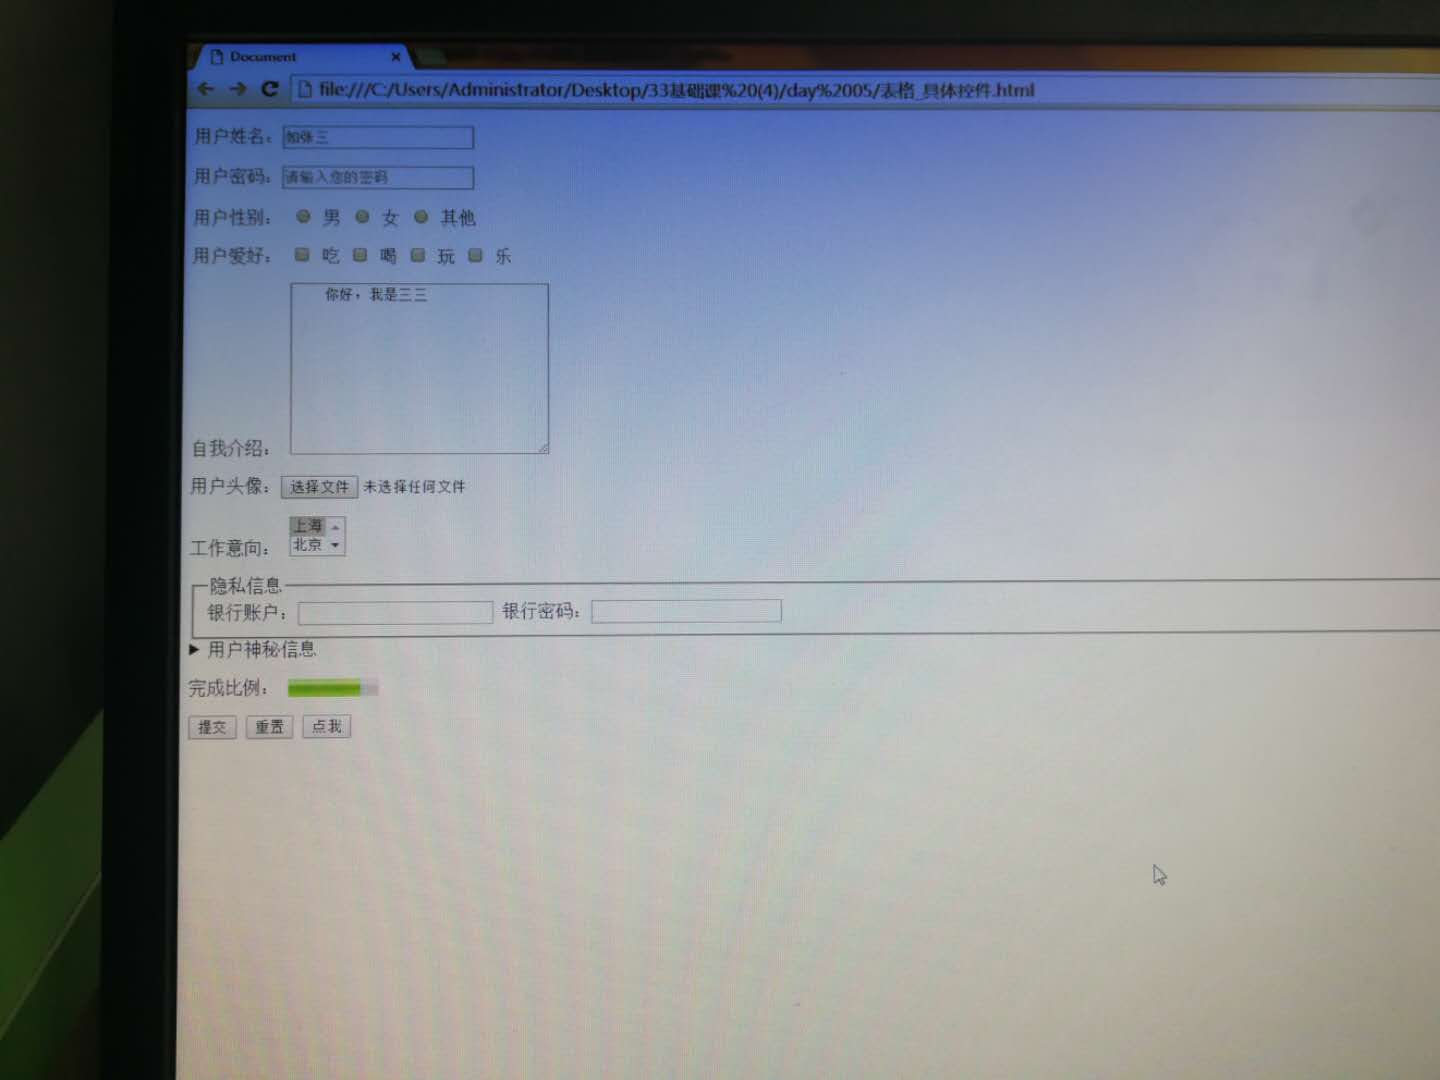 Document
file:///C:/Users/Administrator/Desktop/33基础课%20(4)/day%2005/表格_具体控件.html
用户姓名： 如张三
用户密码： 请输入您的密码
用户性别： 男 女 其他
用户爱好： 吃 喝 玩 乐
你好，我是三三
自我介绍：
用户头像： 选择文件 未选择任何文件
上海
工作意向： 北京
隐私信息
银行账户： 银行密码：
用户神秘信息
完成比例：
提交 重置 点我